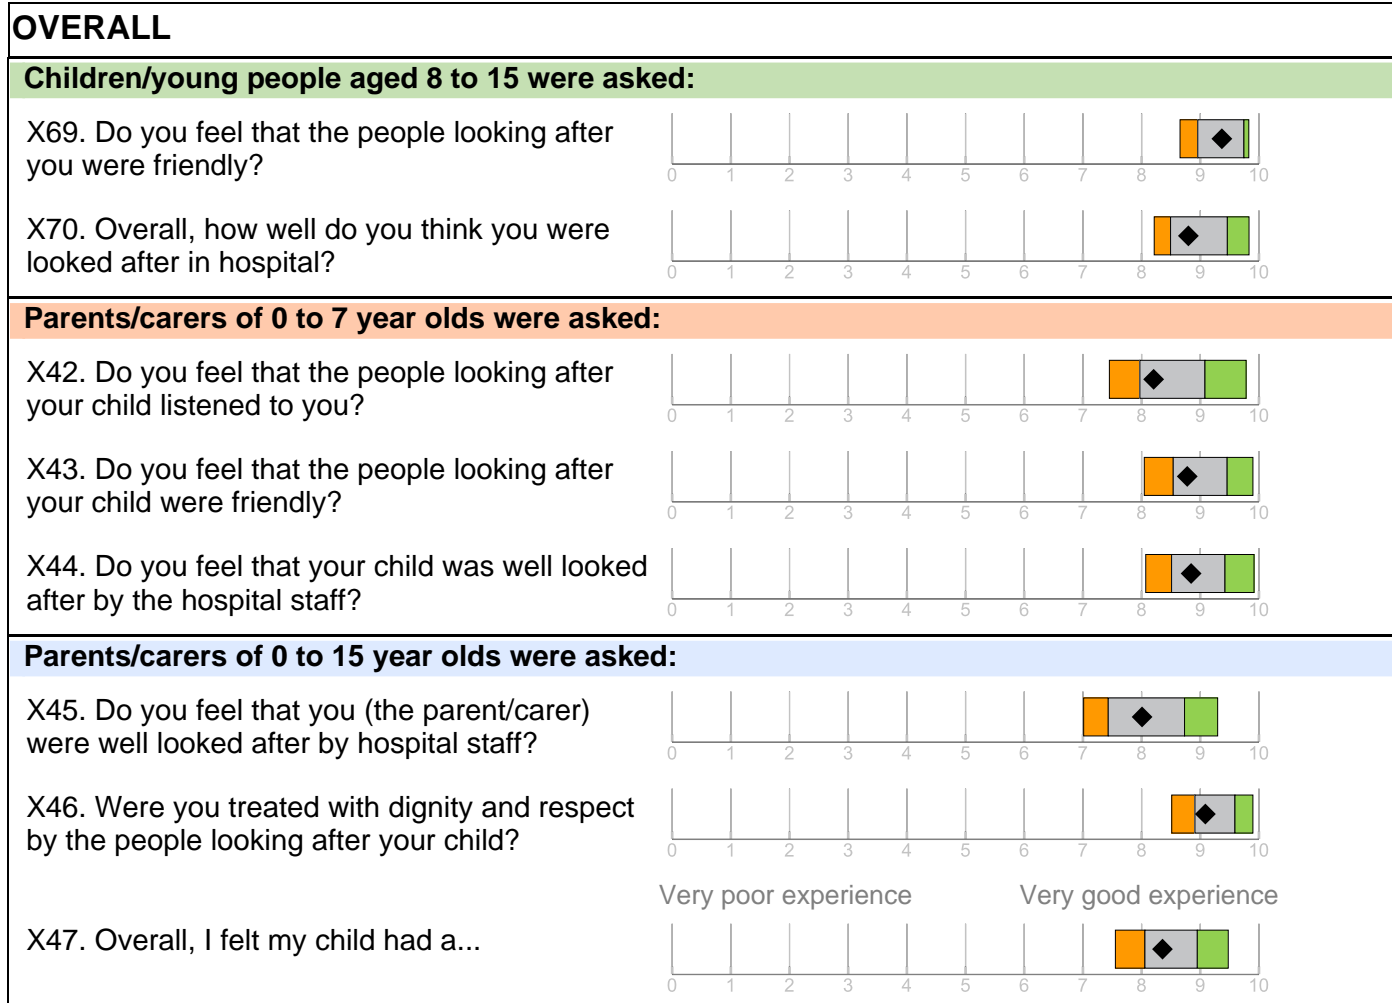 OVERALL
Children/young people aged 8 to 15 were asked:
X69. Do you feel that the people looking after
you were friendly?
0 1 2 3 4 5 6 7 8 9 10
X70. Overall, how well do you think you were
looked after in hospital?
0 1 2 3 4 5 6 7 8 9 10
Parents/carers of 0 to 7 year olds were asked:
X42. Do you feel that the people looking after
your child listened to you?
0 1 2 3 4 5 6 7 8 9 10
X43. Do you feel that the people looking after
your child were friendly?
0 1 2 3 4 5 6 7 8 9 10
X44. Do you feel that your child was well looked
after by the hospital staff?
0 1 2 3 4 5 6 7 8 9 10
Parents/carers of 0 to 15 year olds were asked:
X45. Do you feel that you (the parent/carer)
were well looked after by hospital staff?
0 1 2 3 4 5 6 7 8 9 10
X46. Were you treated with dignity and respect
by the people looking after your child?
0 1 2 3 4 5 6 7 8 9 10
Very poor experience Very good experience
X47. Overall, I felt my child had a...
0 1 2 3 4 5 6 7 8 9 10